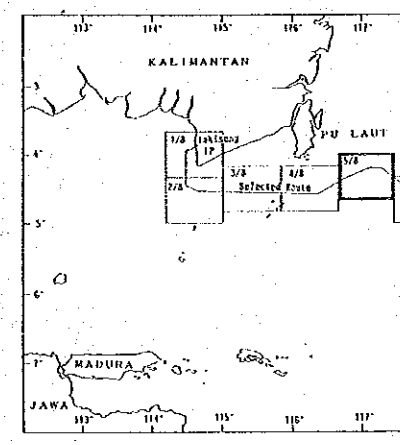 113° 114° 115° 116° 117°
KALIMANTAN
3°
PU LAUT
1/8 Takisung
IP
4° 5/8
2/8 3/8 4/8
Selected Route
5°
6°
7°
MADURA
JAWA
113° 114° 115° 116° 117°